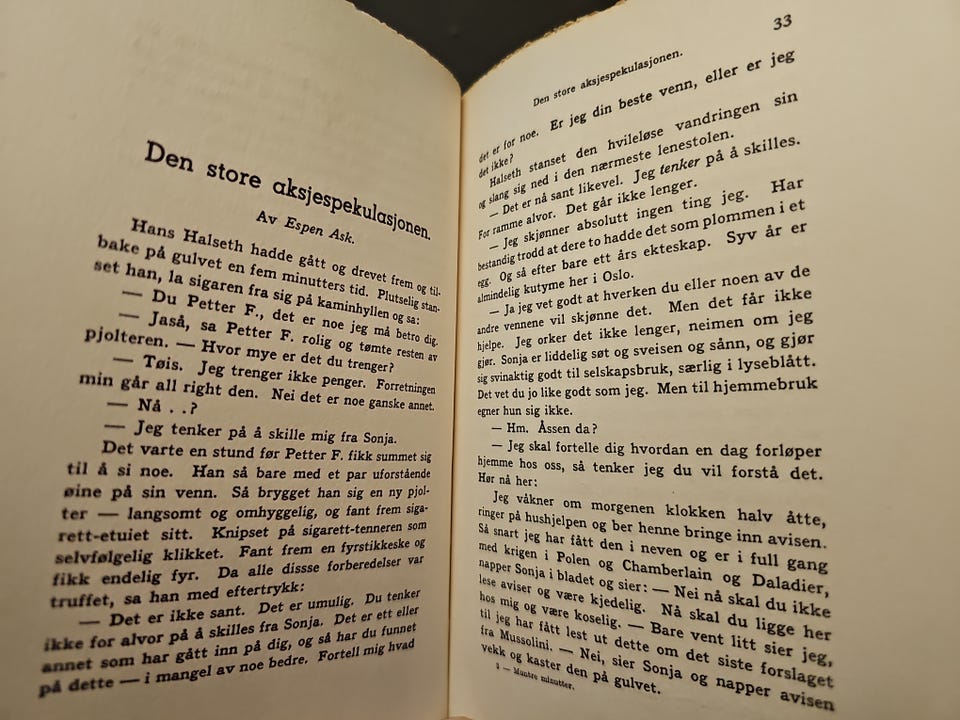 Den store aksjespekulasjonen.
Av Espen Ask.
Hans Halseth hadde gått og drevet frem og til-
bake på gulvet en fem minutters tid. Plutselig stan-
set han, la sigaren fra sig på kaminhyllen og sa:
— Du Petter F., det er noe jeg må betro dig.
— Jaså, sa Petter F. rolig og tømte resten av
pjolteren. — Hvor mye er det du trenger?
— Tøis. Jeg trenger ikke penger. Forretningen
min går all right den. Nei det er noe ganske annet.
— Nå . .?
— Jeg tenker på å skille mig fra Sonja.
Det varte en stund før Petter F. fikk summet sig
til å si noe. Han så bare med et par uforstående
øine på sin venn. Så brygget han sig en ny pjol-
ter — langsomt og omhyggelig, og fant frem siga-
rett-etuiet sitt. Knipset på sigarett-tenneren som
selvfølgelig klikket. Fant frem en fyrstikkeske og
fikk endelig fyr. Da alle dissse forberedelser var
truffet, sa han med eftertrykk:
— Det er ikke sant. Det er umulig. Du tenker
ikke for alvor på å skilles fra Sonja. Det er ett eller
annet som har gått inn på dig, og så har du funnet
på dette — i mangel av noe bedre. Fortell mig hvad
33
Den store aksjespekulasjonen.
det er for noe. Er jeg din beste venn, eller er jeg
det ikke?
Halseth stanset den hvileløse vandringen sin
og slang sig ned i den nærmeste lenestolen.
— Det er nå sant likevel. Jeg tenker på å skilles.
For ramme alvor. Det går ikke lenger.
— Jeg skjønner absolutt ingen ting jeg. Har
bestandig trodd at dere to hadde det som plommen i et
egg. Og så efter bare ett års ekteskap. Syv år er
almindelig kutyme her i Oslo.
— Ja jeg vet godt at hverken du eller noen av de
andre vennene vil skjønne det. Men det får ikke
hjelpe. Jeg orker det ikke lenger, neimen om jeg
gjør. Sonja er liddelig søt og sveisen og sånn, og gjør
sig svinaktig godt til selskapsbruk, særlig i lyseblått.
Det vet du jo like godt som jeg. Men til hjemmebruk
egner hun sig ikke.
— Hm. Åssen da?
— Jeg skal fortelle dig hvordan en dag forløper
hjemme hos oss, så tenker jeg du vil forstå det.
Hør nå her:
Jeg våkner om morgenen klokken halv åtte,
ringer på hushjelpen og ber henne bringe inn avisen.
Så snart jeg har fått den i neven og er i full gang
med krigen i Polen og Chamberlain og Daladier,
napper Sonja i bladet og sier: — Nei nå skal du ikke
lese aviser og være kjedelig. Nå skal du ligge her
hos mig og være koselig. — Bare vent litt sier jeg,
til jeg har fått lest ut dette om det siste forslaget
fra Mussolini. — Nei, sier Sonja og napper avisen
vekk og kaster den på gulvet.
— Muntre minutter.